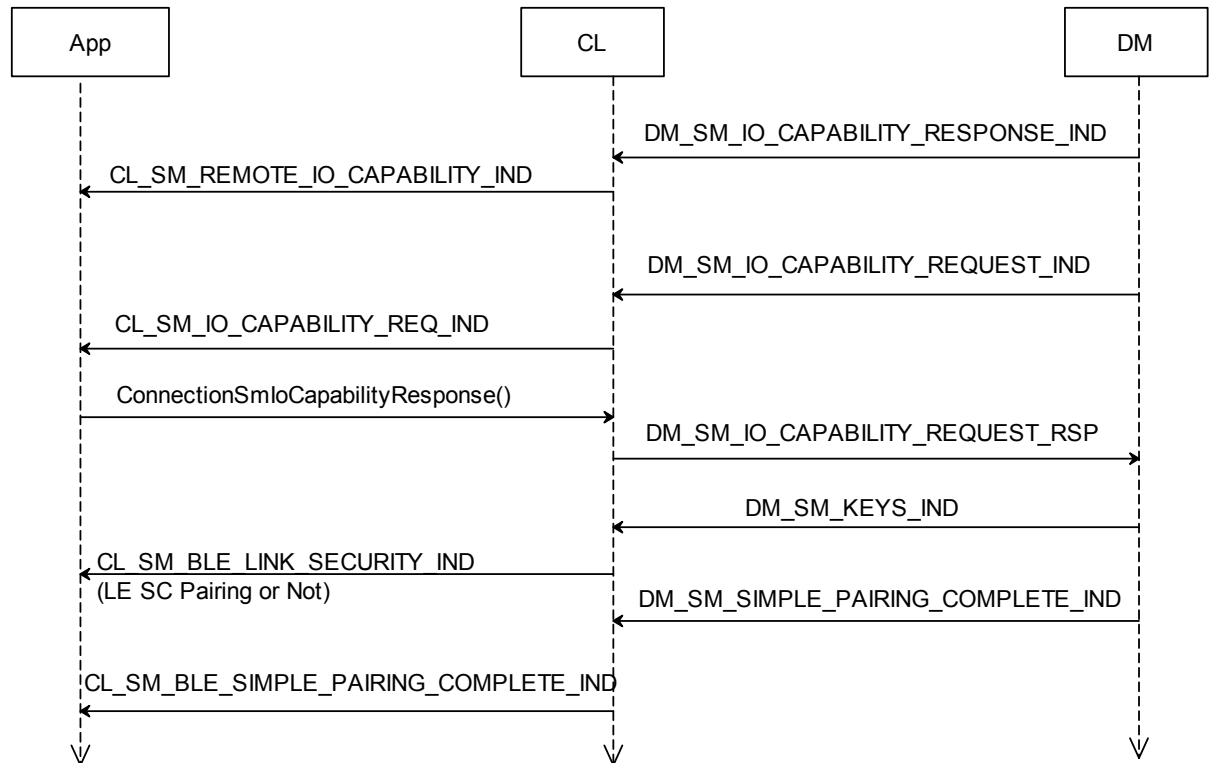 App
CL
DM
DM_SM_IO_CAPABILITY_RESPONSE_IND
CL_SM_REMOTE_IO_CAPABILITY_IND
DM_SM_IO_CAPABILITY_REQUEST_IND
CL_SM_IO_CAPABILITY_REQ_IND
ConnectionSmIoCapabilityResponse()
DM_SM_IO_CAPABILITY_REQUEST_RSP
DM_SM_KEYS_IND
CL_SM_BLE_LINK_SECURITY_IND
(LE SC Pairing or Not)
DM_SM_SIMPLE_PAIRING_COMPLETE_IND
CL_SM_BLE_SIMPLE_PAIRING_COMPLETE_IND